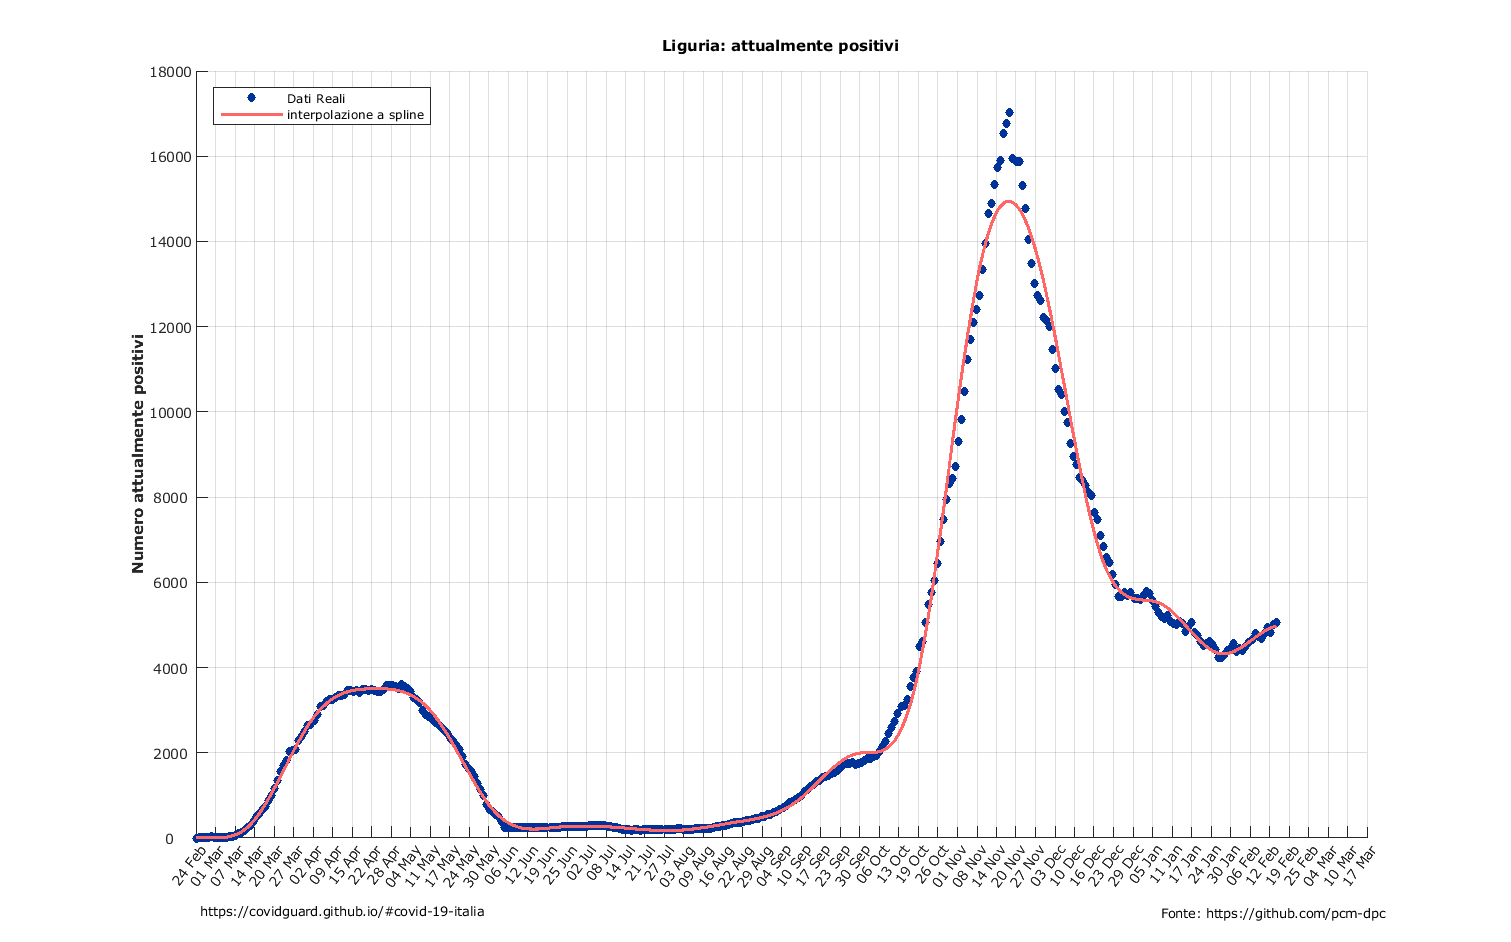 Liguria: attualmente positivi
18000
Dati Reali
interpolazione a spline
16000
14000
12000
10000
8000
6000
4000
2000
0
Numero attualmente positivi
24 Feb
01 Mar
07 Mar
14 Mar
20 Mar
27 Mar
02 Apr
09 Apr
15 Apr
22 Apr
28 Apr
04 May
11 May
17 May
24 May
30 May
06 Jun
12 Jun
19 Jun
25 Jun
02 Jul
08 Jul
14 Jul
21 Jul
27 Jul
03 Aug
09 Aug
16 Aug
22 Aug
29 Aug
04 Sep
10 Sep
17 Sep
23 Sep
30 Sep
06 Oct
13 Oct
19 Oct
26 Oct
01 Nov
08 Nov
14 Nov
20 Nov
27 Nov
03 Dec
10 Dec
16 Dec
23 Dec
29 Dec
05 Jan
11 Jan
17 Jan
24 Jan
30 Jan
06 Feb
12 Feb
19 Feb
25 Feb
04 Mar
10 Mar
17 Mar
https://covidguard.github.io/#covid-19-italia
Fonte: https://github.com/pcm-dpc